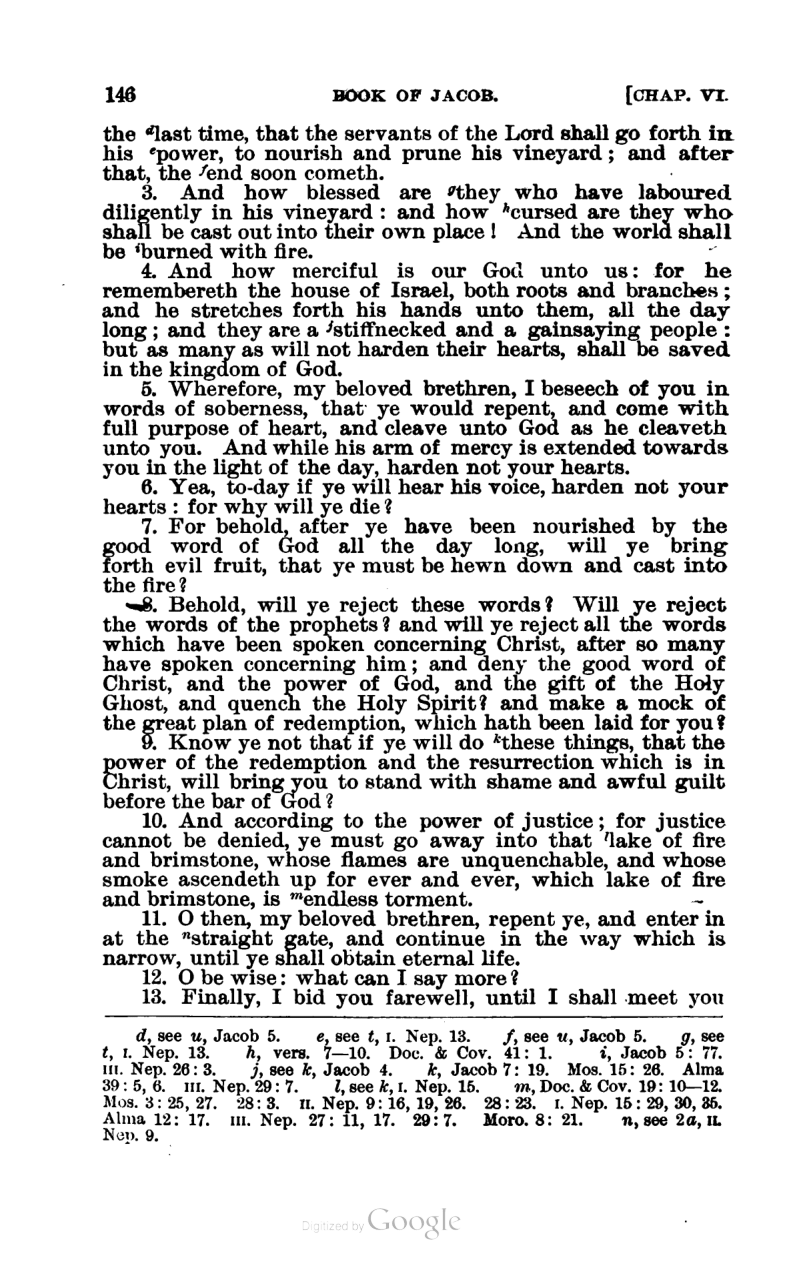 146 BOOK OF JACOB. [CHAP. VI.
the dlast time, that the servants of the Lord shall go forth in
his epower, to nourish and prune his vineyard; and after
that, the fend soon cometh.
3. And how blessed are gthey who have laboured
diligently in his vineyard: and how hcursed are they who
shall be cast out into their own place! And the world shall
be iburned with fire.
4. And how merciful is our God unto us: for he
remembereth the house of Israel, both roots and branches;
and he stretches forth his hands unto them, all the day
long; and they are a jstiffnecked and a gainsaying people:
but as many as will not harden their hearts, shall be saved
in the kingdom of God.
5. Wherefore, my beloved brethren, I beseech of you in
words of soberness, that ye would repent, and come with
full purpose of heart, and cleave unto God as he cleaveth
unto you. And while his arm of mercy is extended towards
you in the light of the day, harden not your hearts.
6. Yea, to-day if ye will hear his voice, harden not your
hearts: for why will ye die?
7. For behold, after ye have been nourished by the
good word of God all the day long, will ye bring
forth evil fruit, that ye must be hewn down and cast into
the fire?
8. Behold, will ye reject these words? Will ye reject
the words of the prophets? and will ye reject all the words
which have been spoken concerning Christ, after so many
have spoken concerning him; and deny the good word of
Christ, and the power of God, and the gift of the Holy
Ghost, and quench the Holy Spirit? and make a mock of
the great plan of redemption, which hath been laid for you?
9. Know ye not that if ye will do kthese things, that the
power of the redemption and the resurrection which is in
Christ, will bring you to stand with shame and awful guilt
before the bar of God?
10. And according to the power of justice; for justice
cannot be denied, ye must go away into that llake of fire
and brimstone, whose flames are unquenchable, and whose
smoke ascendeth up for ever and ever, which lake of fire
and brimstone, is mendless torment.
11. O then, my beloved brethren, repent ye, and enter in
at the nstraight gate, and continue in the way which is
narrow, until ye shall obtain eternal life.
12. O be wise: what can I say more?
13. Finally, I bid you farewell, until I shall meet you
d, see u, Jacob 5. e, see t, I. Nep. 13. f, see u, Jacob 5. g, see
t, I. Nep. 13. h, vers. 7—10. Doc. & Cov. 41: 1. i, Jacob 5: 77.
III. Nep. 26: 3. j, see k, Jacob 4. k, Jacob 7: 19. Mos. 15: 26. Alma
39: 5, 6. III. Nep. 29: 7. l, see k, I. Nep. 15. m, Doc. & Cov. 19: 10—12.
Mos. 3: 25, 27. 28: 3. II. Nep. 9: 16, 19, 26. 28: 23. I. Nep. 15: 29, 30, 35.
Alma 12: 17. III. Nep. 27: 11, 17. 29: 7. Moro. 8: 21. n, see 2a, II.
Nep. 9.
Digitized by Google